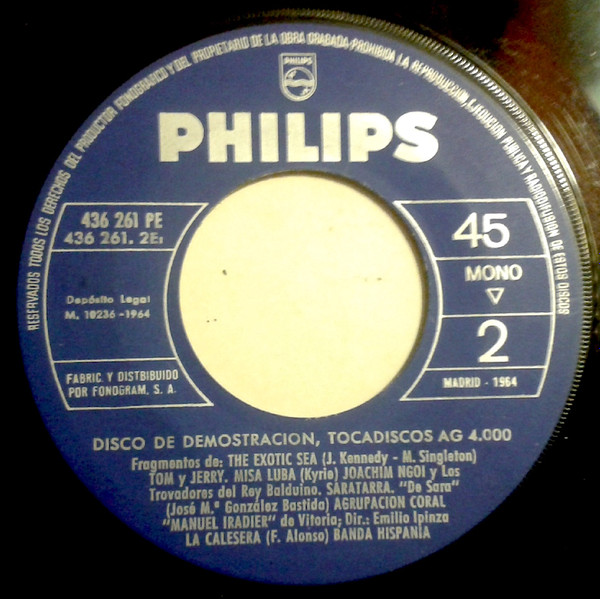 RESERVADOS TODOS LOS DERECHOS DEL PRODUCTOR FONOGRAFICO Y DEL PROPIETARIO DE LA OBRA GRABADA PROHIBIDA LA REPRODUCCION, EJECUCION PUBLICA Y RADIODIFUSION DE ESTOS DISCOS
PHILIPS
PHILIPS
436 261 PE
436 261. 2E
Depósito Legal
M. 10236-1964
FABRIC. Y DISTRIBUIDO
POR FONOGRAM, S. A.
45
MONO
2
MADRID - 1964
DISCO DE DEMOSTRACION, TOCADISCOS AG 4.000
Fragmentos de: THE EXOTIC SEA (J. Kennedy - M. Singleton)
TOM y JERRY. MISA LUBA (Kyrie) JOACHIM NGOI y Los
Trovadores del Rey Balduino. SARATARRA. "De Sara"
(José M.ª González Bastida) AGRUPACION CORAL
"MANUEL IRADIER" de Vitoria; Dir.: Emilio Ipinza
LA CALESERA (F. Alonso) BANDA HISPANIA